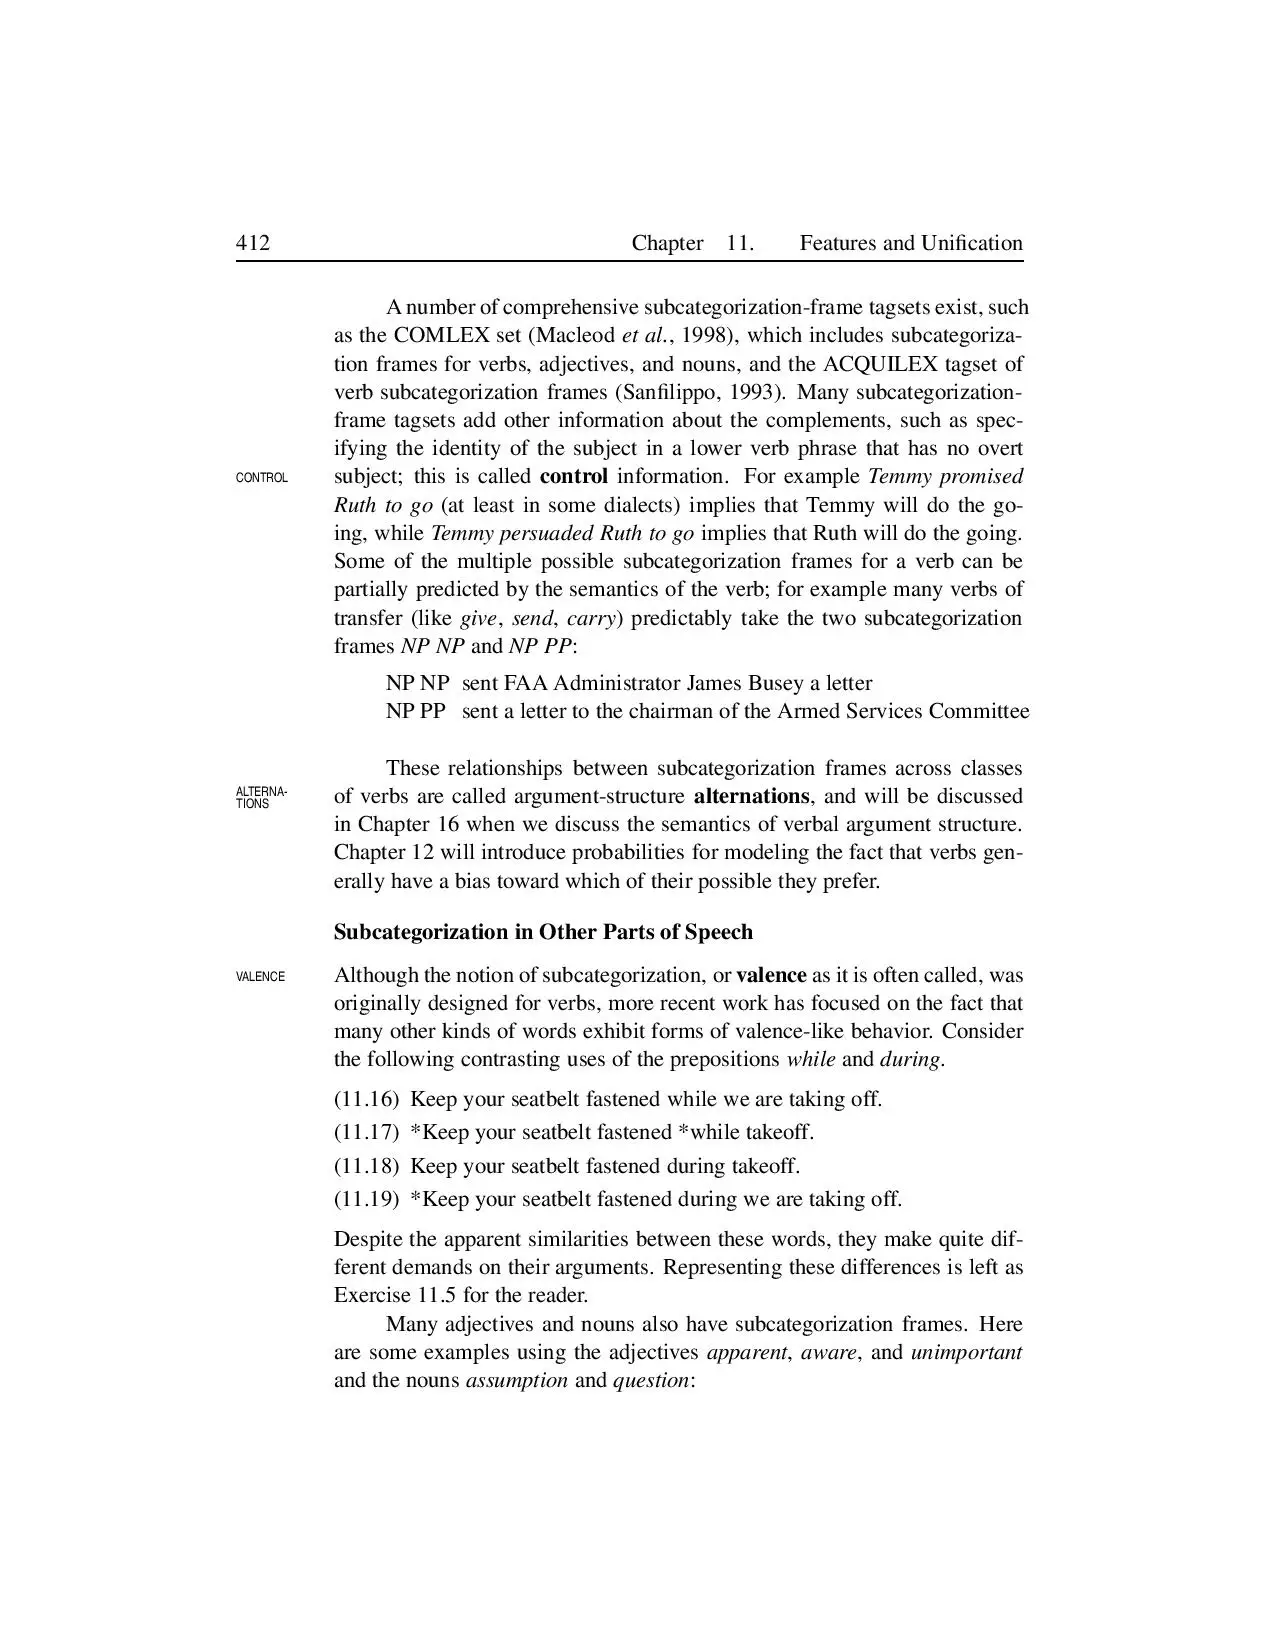 412 Chapter 11. Features and Unification
A number of comprehensive subcategorization-frame tagsets exist, such
as the COMLEX set (Macleod et al., 1998), which includes subcategoriza-
tion frames for verbs, adjectives, and nouns, and the ACQUILEX tagset of
verb subcategorization frames (Sanfilippo, 1993). Many subcategorization-
frame tagsets add other information about the complements, such as spec-
ifying the identity of the subject in a lower verb phrase that has no overt
CONTROL
subject; this is called control information. For example Temmy promised
Ruth to go (at least in some dialects) implies that Temmy will do the go-
ing, while Temmy persuaded Ruth to go implies that Ruth will do the going.
Some of the multiple possible subcategorization frames for a verb can be
partially predicted by the semantics of the verb; for example many verbs of
transfer (like give, send, carry) predictably take the two subcategorization
frames NP NP and NP PP:
NP NP sent FAA Administrator James Busey a letter
NP PP sent a letter to the chairman of the Armed Services Committee
These relationships between subcategorization frames across classes
ALTERNA-
TIONS
of verbs are called argument-structure alternations, and will be discussed
in Chapter 16 when we discuss the semantics of verbal argument structure.
Chapter 12 will introduce probabilities for modeling the fact that verbs gen-
erally have a bias toward which of their possible they prefer.
Subcategorization in Other Parts of Speech
VALENCE
Although the notion of subcategorization, or valence as it is often called, was
originally designed for verbs, more recent work has focused on the fact that
many other kinds of words exhibit forms of valence-like behavior. Consider
the following contrasting uses of the prepositions while and during.
(11.16) Keep your seatbelt fastened while we are taking off.
(11.17) *Keep your seatbelt fastened *while takeoff.
(11.18) Keep your seatbelt fastened during takeoff.
(11.19) *Keep your seatbelt fastened during we are taking off.
Despite the apparent similarities between these words, they make quite dif-
ferent demands on their arguments. Representing these differences is left as
Exercise 11.5 for the reader.
Many adjectives and nouns also have subcategorization frames. Here
are some examples using the adjectives apparent, aware, and unimportant
and the nouns assumption and question: